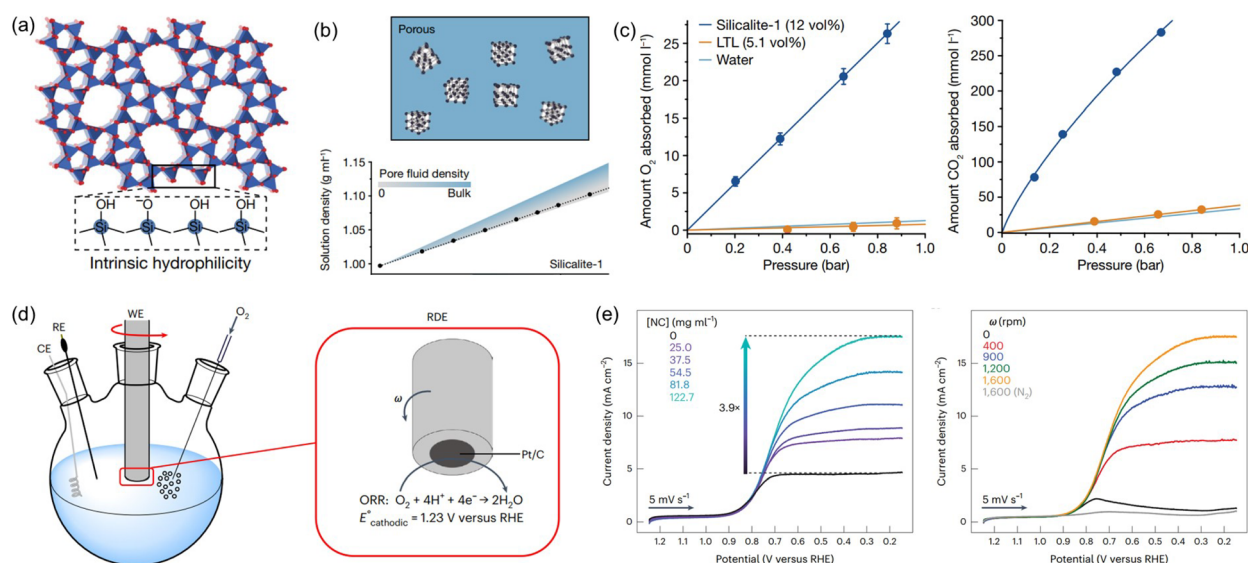 (a)
OH
⁻O
OH
OH
Si
Si
Si
Si
Intrinsic hydrophilicity
(b)
Porous
Solution density (g ml⁻¹)
1.15
1.10
1.05
1.00
Pore fluid density
0
Bulk
Silicalite-1
(c)
Amount O₂ absorbed (mmol l⁻¹)
25
20
15
10
5
0
Silicalite-1 (12 vol%)
LTL (5.1 vol%)
Water
0
0.2
0.4
0.6
0.8
1.0
Pressure (bar)
Amount CO₂ absorbed (mmol l⁻¹)
300
250
200
150
100
50
0
0
0.2
0.4
0.6
0.8
1.0
Pressure (bar)
(d)
RE
CE
WE
O₂
RDE
ω
Pt/C
ORR: O₂ + 4H⁺ + 4e⁻ → 2H₂O
E°cathodic = 1.23 V versus RHE
(e)
Current density (mA cm⁻²)
15
10
5
0
[NC] (mg ml⁻¹)
0
25.0
37.5
54.5
81.8
122.7
3.9×
5 mV s⁻¹
1.2
1.1
1.0
0.9
0.8
0.7
0.6
0.5
0.4
0.3
0.2
Potential (V versus RHE)
Current density (mA cm⁻²)
15
10
5
0
ω (rpm)
0
400
900
1,200
1,600
1,600 (N₂)
5 mV s⁻¹
1.2
1.1
1.0
0.9
0.8
0.7
0.6
0.5
0.4
0.3
0.2
Potential (V versus RHE)